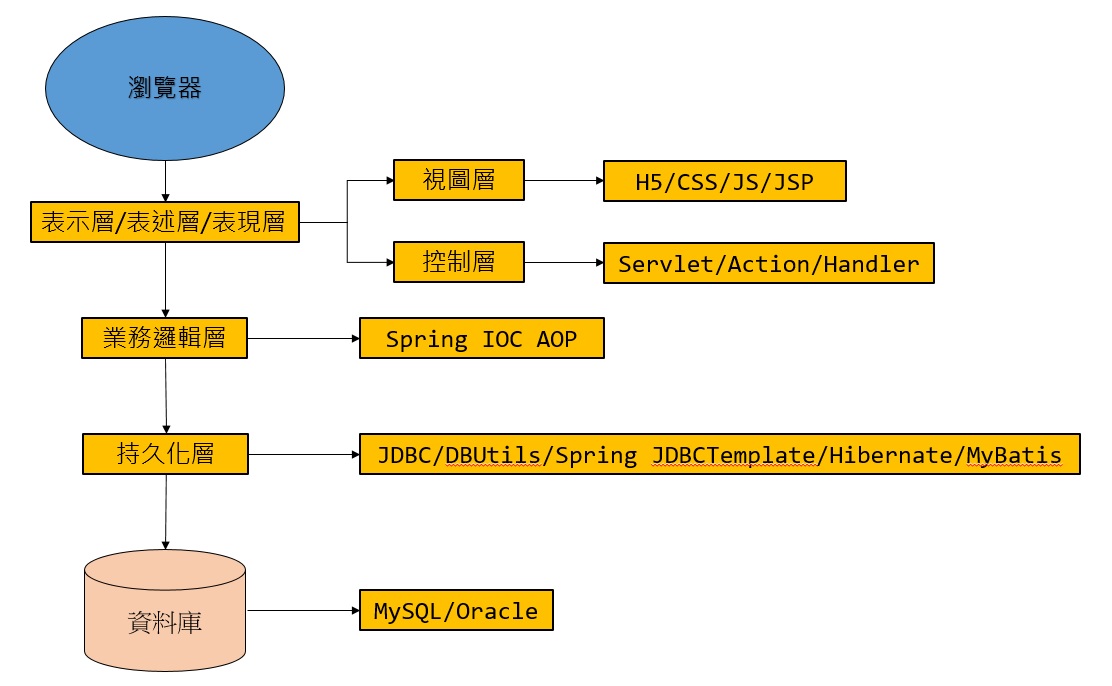 瀏覽器
視圖層
H5/CSS/JS/JSP
表示層/表述層/表現層
控制層
Servlet/Action/Handler
業務邏輯層
Spring IOC AOP
持久化層
JDBC/DBUtils/Spring JDBCTemplate/Hibernate/MyBatis
資料庫
MySQL/Oracle